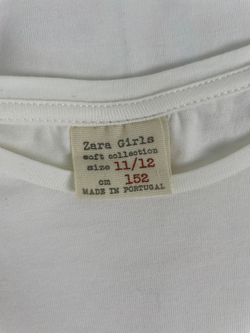 Zara Girls
soft collection
size 11/12
cm 152
MADE IN PORTUGAL